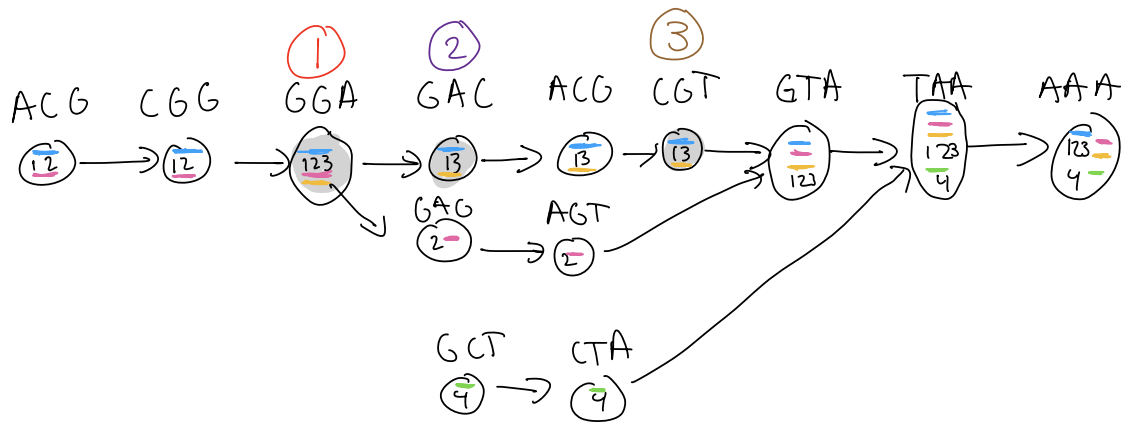 1 2 3
ACG CGG GGA GAC ACG CGT GTA TAA AAA
12 12 123 13 13 13 123 123 4 123 4
GAG AGT
2 2
GCT CTA
4 4